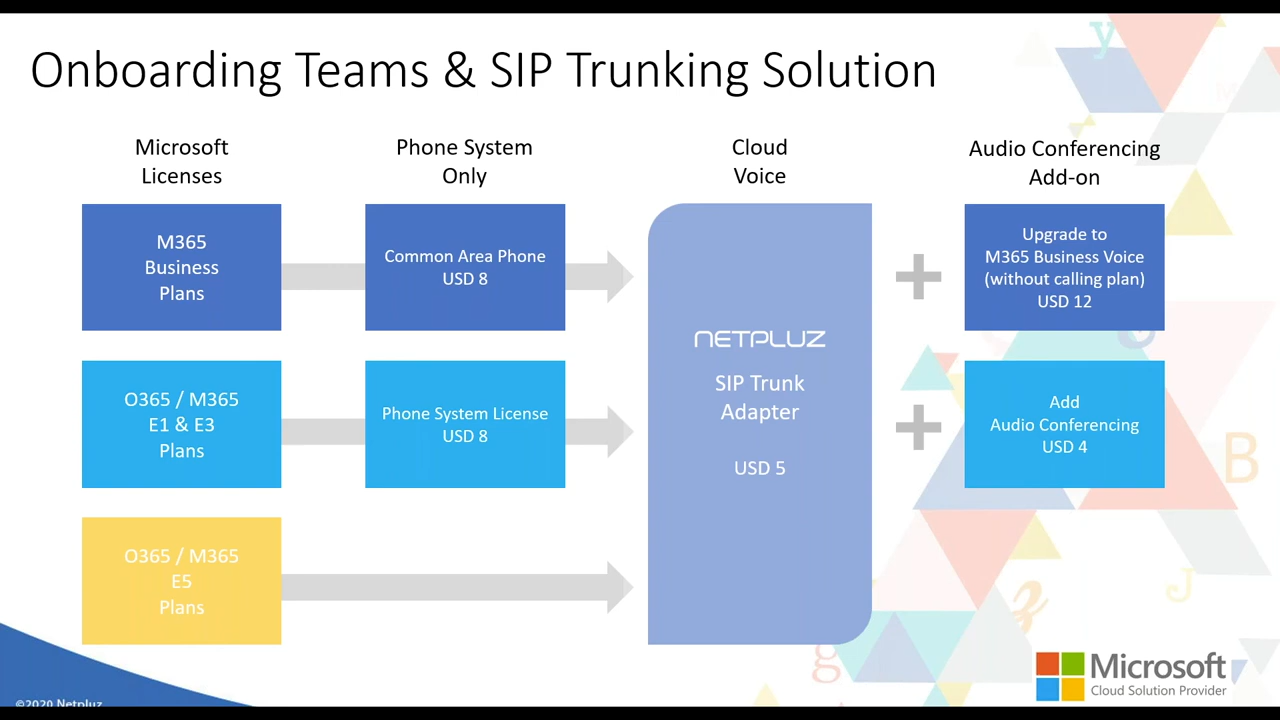 Onboarding Teams & SIP Trunking Solution
Microsoft
Licenses
Phone System
Only
Cloud
Voice
Audio Conferencing
Add-on
M365
Business
Plans
Common Area Phone
USD 8
Upgrade to
M365 Business Voice
(without calling plan)
USD 12
NETPLUZ
SIP Trunk
Adapter
USD 5
O365 / M365
E1 & E3
Plans
Phone System License
USD 8
Add
Audio Conferencing
USD 4
O365 / M365
E5
Plans
y
B
J
z
g
Microsoft
Cloud Solution Provider
©2020 Netpluz